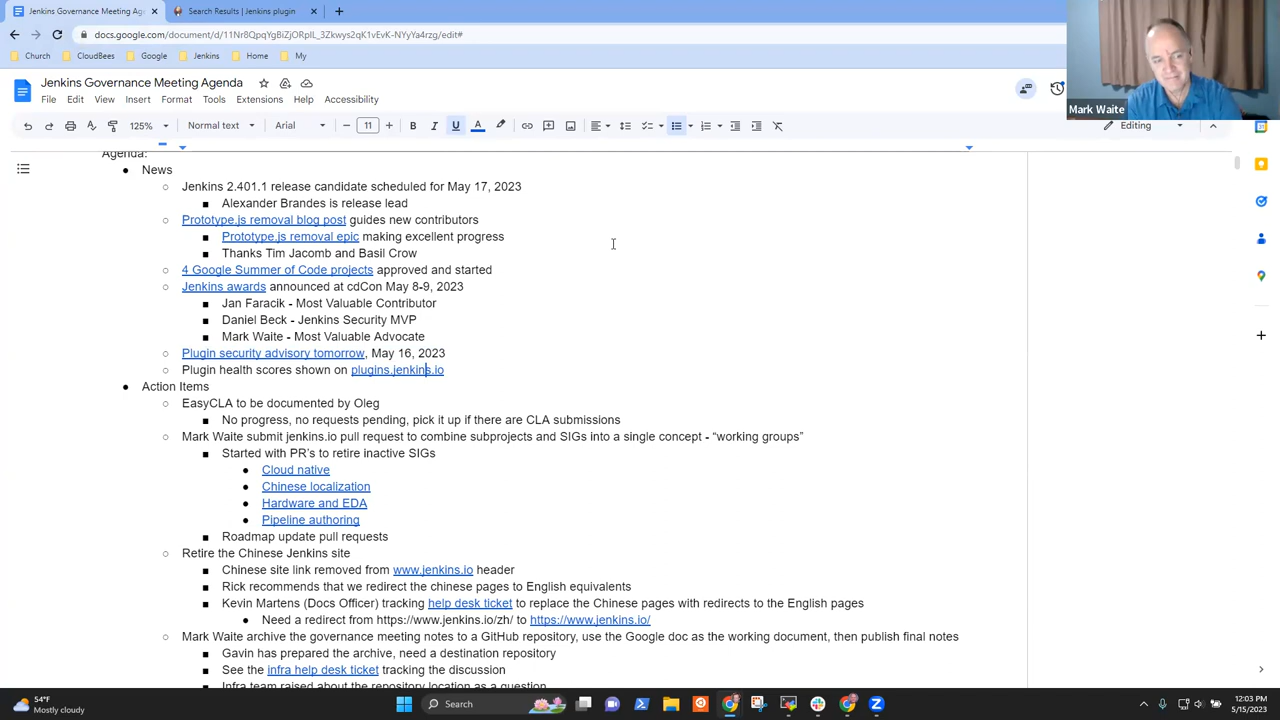 Jenkins Governance Meeting Agenda
Search Results | Jenkins plugin
docs.google.com/document/d/11Nr8QpqYgBiZjORpIL_3Zkwys2qK1vEvK-NYyYa4rzg/edit#
Church
CloudBees
Google
Jenkins
Home
My
Jenkins Governance Meeting Agenda
File Edit View Insert Format Tools Extensions Help Accessibility
Mark Waite
125% Normal text Arial 11 Editing
Agenda:
News
Jenkins 2.401.1 release candidate scheduled for May 17, 2023
Alexander Brandes is release lead
Prototype.js removal blog post guides new contributors
Prototype.js removal epic making excellent progress
Thanks Tim Jacomb and Basil Crow
4 Google Summer of Code projects approved and started
Jenkins awards announced at cdCon May 8-9, 2023
Jan Faracik - Most Valuable Contributor
Daniel Beck - Jenkins Security MVP
Mark Waite - Most Valuable Advocate
Plugin security advisory tomorrow, May 16, 2023
Plugin health scores shown on plugins.jenkins.io
Action Items
EasyCLA to be documented by Oleg
No progress, no requests pending, pick it up if there are CLA submissions
Mark Waite submit jenkins.io pull request to combine subprojects and SIGs into a single concept - “working groups”
Started with PR’s to retire inactive SIGs
Cloud native
Chinese localization
Hardware and EDA
Pipeline authoring
Roadmap update pull requests
Retire the Chinese Jenkins site
Chinese site link removed from www.jenkins.io header
Rick recommends that we redirect the chinese pages to English equivalents
Kevin Martens (Docs Officer) tracking help desk ticket to replace the Chinese pages with redirects to the English pages
Need a redirect from https://www.jenkins.io/zh/ to https://www.jenkins.io/
Mark Waite archive the governance meeting notes to a GitHub repository, use the Google doc as the working document, then publish final notes
Gavin has prepared the archive, need a destination repository
See the infra help desk ticket tracking the discussion
Infra team raised about the repository location as a question
54°F
Mostly cloudy
Search
12:03 PM
5/15/2023